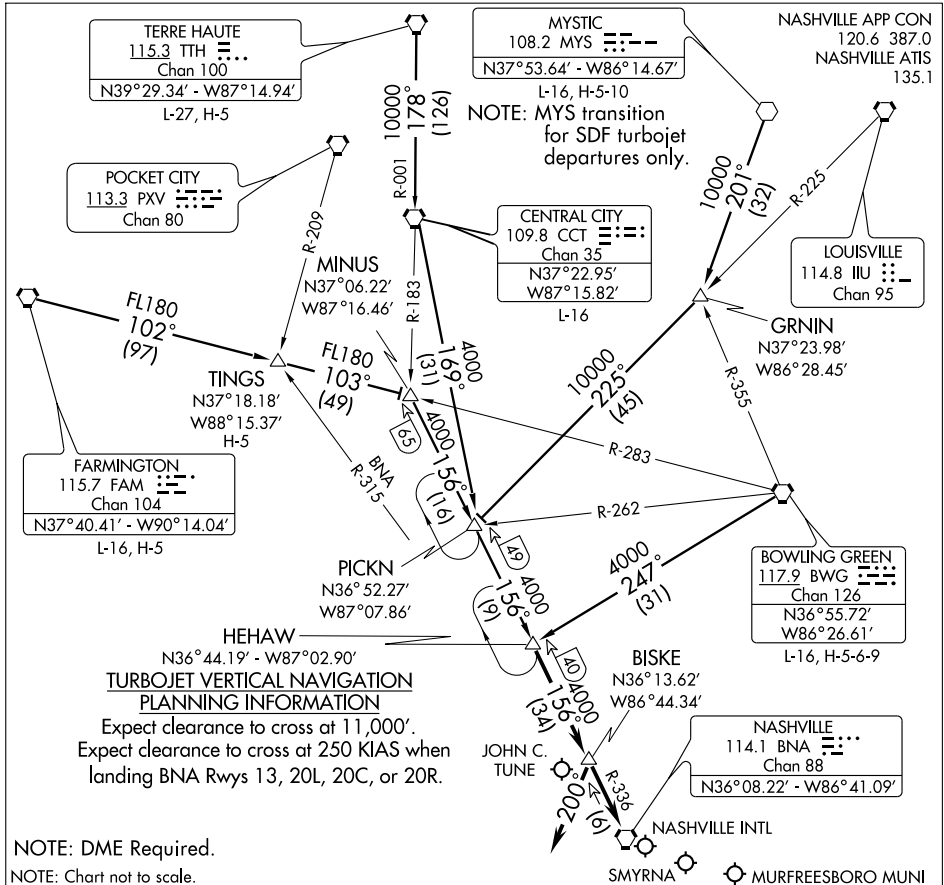 TERRE HAUTE
115.3 TTH
Chan 100
N39°29.34' - W87°14.94'
L-27, H-5
MYSTIC
108.2 MYS
N37°53.64' - W86°14.67'
L-16, H-5-10
NOTE: MYS transition
for SDF turbojet
departures only.
NASHVILLE APP CON
120.6 387.0
NASHVILLE ATIS
135.1
POCKET CITY
113.3 PXV
Chan 80
10000
178°
(126)
R-001
R-209
10000
201°
(32)
R-225
CENTRAL CITY
109.8 CCT
Chan 35
N37°22.95'
W87°15.82'
L-16
LOUISVILLE
114.8 IIU
Chan 95
MINUS
N37°06.22'
W87°16.46'
R-183
FL180
102°
(97)
TINGS
N37°18.18'
W88°15.37'
H-5
FL180
103°
(49)
4000
169°
(31)
10000
225°
(45)
GRNIN
N37°23.98'
W86°28.45'
R-355
FARMINGTON
115.7 FAM
Chan 104
N37°40.41' - W90°14.04'
L-16, H-5
BNA
R-315
65
4000
156°
(16)
R-283
R-262
PICKN
N36°52.27'
W87°07.86'
49
4000
156°
(9)
4000
247°
(31)
BOWLING GREEN
117.9 BWG
Chan 126
N36°55.72'
W86°26.61'
L-16, H-5-6-9
HEHAW
N36°44.19' - W87°02.90'
TURBOJET VERTICAL NAVIGATION
PLANNING INFORMATION
Expect clearance to cross at 11,000'.
Expect clearance to cross at 250 KIAS when
landing BNA Rwys 13, 20L, 20C, or 20R.
40
4000
156°
(34)
BISKE
N36°13.62'
W86°44.34'
JOHN C.
TUNE
200°
R-336
(6)
NASHVILLE
114.1 BNA
Chan 88
N36°08.22' - W86°41.09'
NASHVILLE INTL
SMYRNA
MURFREESBORO MUNI
NOTE: DME Required.
NOTE: Chart not to scale.